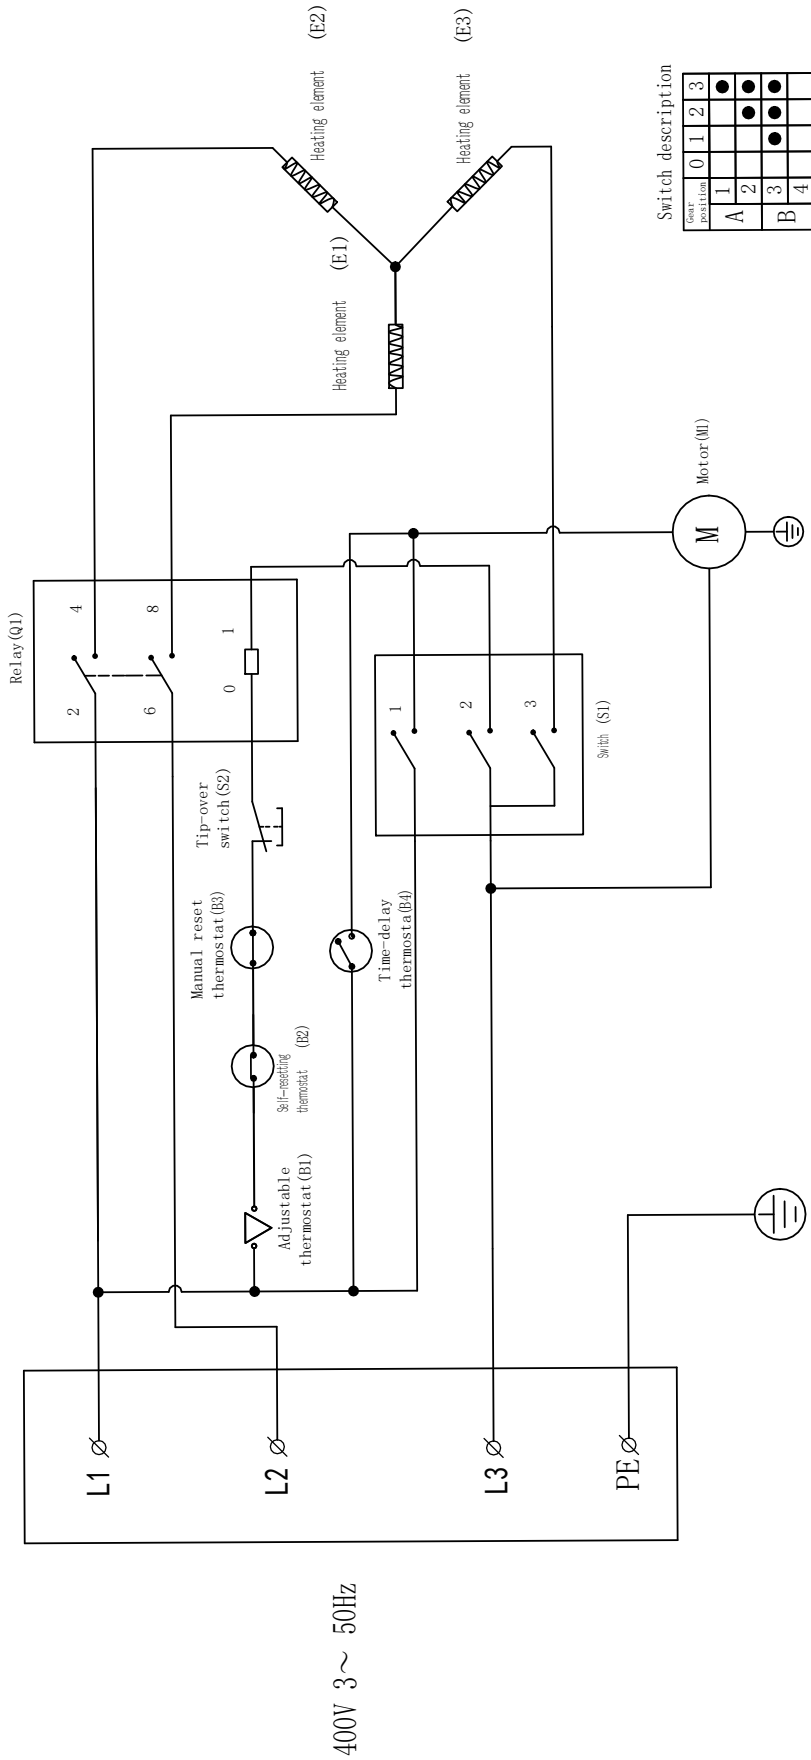 400V 3～ 50Hz
L1
L2
L3
PE
Adjustable
thermostat(B1)
Self-resetting
thermostat (B2)
Manual reset
thermostat(B3)
Tip-over
switch(S2)
Time-delay
thermosta(B4)
Relay(Q1)
2
4
6
8
0
1
1
2
3
Switch (S1)
Motor(M1)
M
Heating element (E1)
Heating element (E2)
Heating element (E3)
Switch description
Gear
position
0 1 2 3
A
1 ●
2 ● ●
B
3 ● ● ●
4